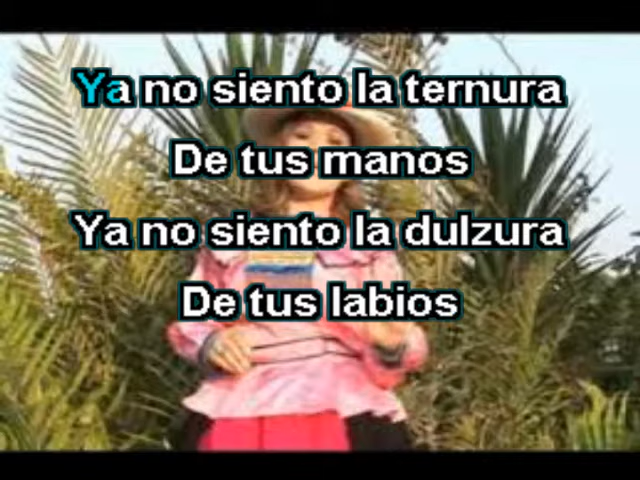 Ya no siento la ternura
De tus manos
Ya no siento la dulzura
De tus labios